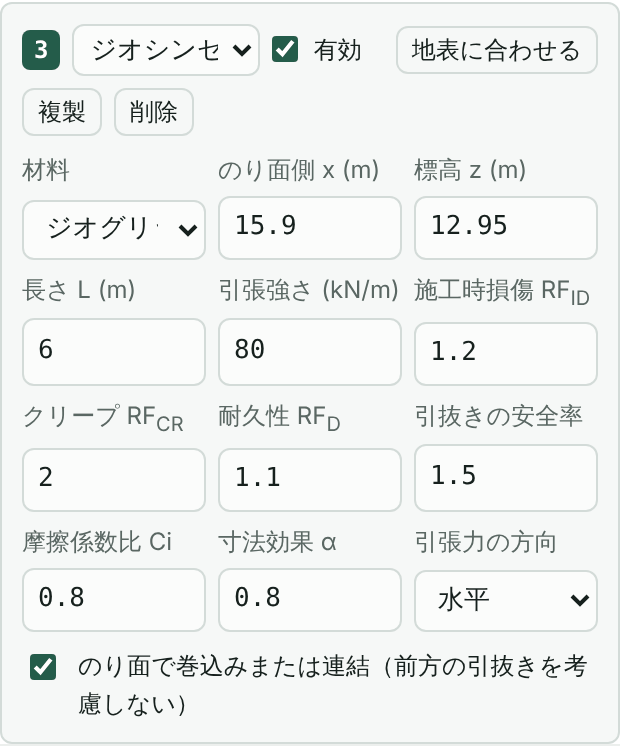 3 ジオシンセ 有効 地表に合わせる
複製 削除
材料 のり面側 x (m) 標高 z (m)
ジオグリ 15.9 12.95
長さ L (m) 引張強さ (kN/m) 施工時損傷 RFID
6 80 1.2
クリープ RFCR 耐久性 RFD 引抜きの安全率
2 1.1 1.5
摩擦係数比 Ci 寸法効果 α 引張力の方向
0.8 0.8 水平
のり面で巻込みまたは連結（前方の引抜きを考
慮しない）